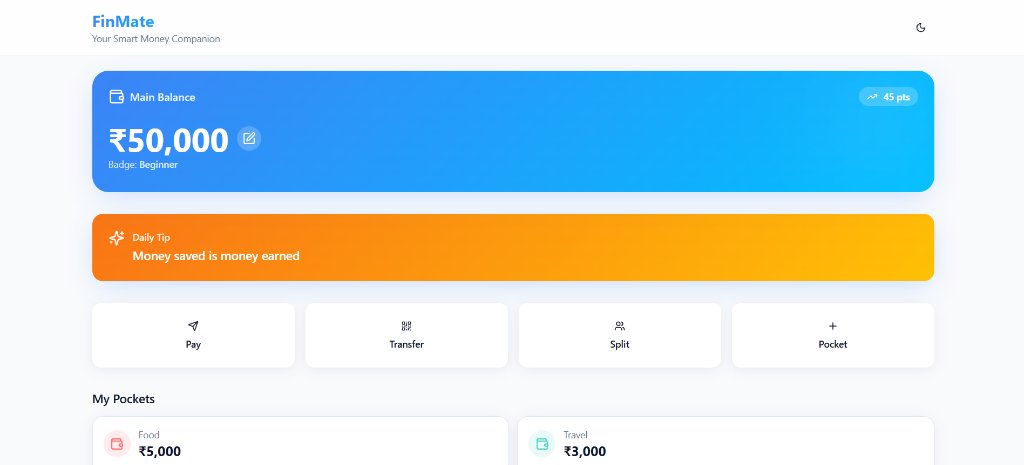 FinMate
Your Smart Money Companion
Main Balance
45 pts
₹50,000
Badge: Beginner
Daily Tip
Money saved is money earned
Pay
Transfer
Split
Pocket
My Pockets
Food
₹5,000
Travel
₹3,000